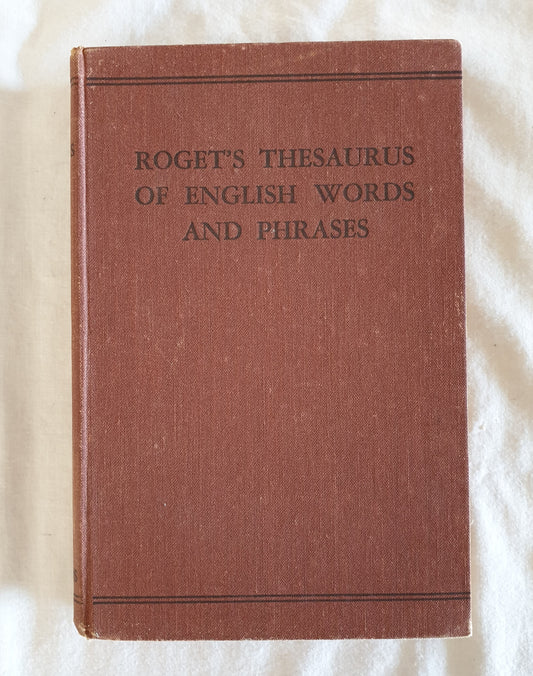 ROGET'S THESAURUS
OF ENGLISH WORDS
AND PHRASES